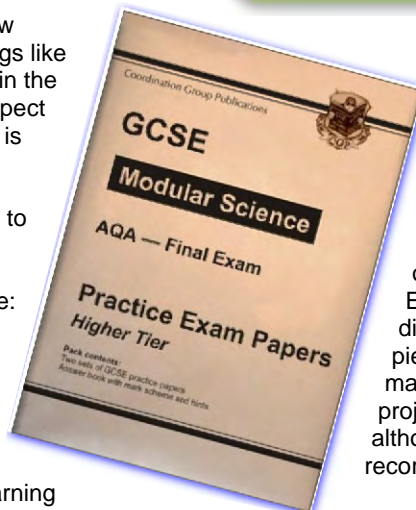 w
gs like
in the
pect
is
to
e:
arning
Coordination Group Publications
CGP
GCSE
Modular Science
AQA — Final Exam
Practice Exam Papers
Higher Tier
Pack contents:
Two sets of GCSE practice papers
Answer book with mark scheme and hints
E
di
pie
ma
proj
altho
recor